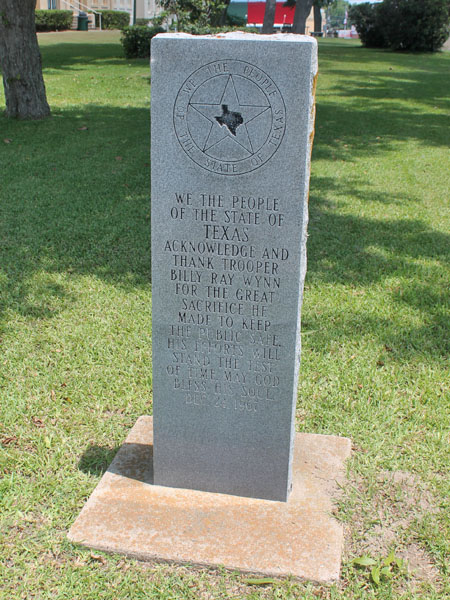 WE THE PEOPLE
THE STATE OF TEXAS
WE THE PEOPLE
OF THE STATE OF
TEXAS
ACKNOWLEDGE AND
THANK TROOPER
BILLY RAY WYNN
FOR THE GREAT
SACRIFICE HE
MADE TO KEEP
THE PUBLIC SAFE.
HIS EFFORTS WILL
STAND THE TEST
OF TIME MAY GOD
BLESS SOUL